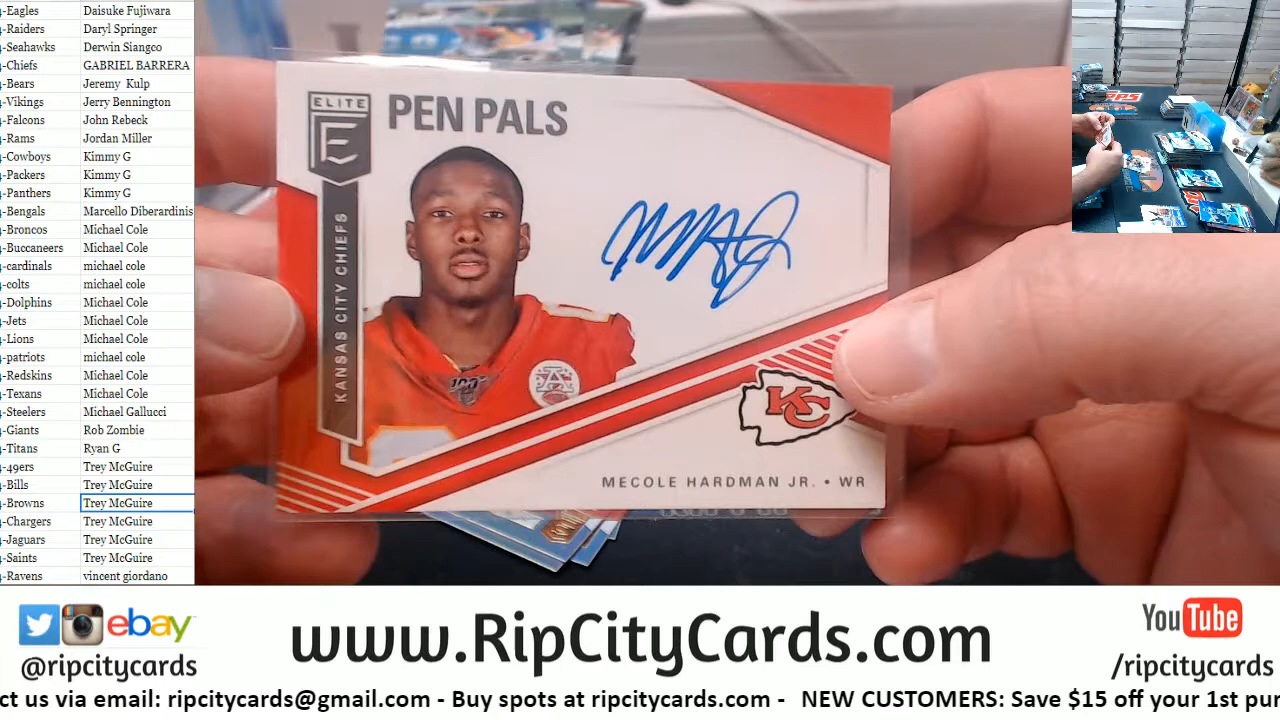 -Eagles Daisuke Fujiwara
-Raiders Daryl Springer
-Seahawks Derwin Siangco
-Chiefs GABRIEL BARRERA
-Bears Jeremy Kulp
-Vikings Jerry Bennington
-Falcons John Rebeck
-Rams Jordan Miller
-Cowboys Kimmy G
-Packers Kimmy G
-Panthers Kimmy G
-Bengals Marcello Diberardinis
-Broncos Michael Cole
-Buccaneers Michael Cole
-cardinals michael cole
-colts michael cole
-Dolphins Michael Cole
-Jets Michael Cole
-Lions Michael Cole
-patriots michael cole
-Redskins Michael Cole
-Texans Michael Cole
-Steelers Michael Gallucci
-Giants Rob Zombie
-Titans Ryan G
-49ers Trey McGuire
-Bills Trey McGuire
-Browns Trey McGuire
-Chargers Trey McGuire
-Jaguars Trey McGuire
-Saints Trey McGuire
-Ravens vincent giordano
ELITE
E
PEN PALS
KANSAS CITY CHIEFS
100
A
KC
MECOLE HARDMAN JR. • WR
ebay
@ripcitycards
www.RipCityCards.com
YouTube
/ripcitycards
ct us via email: ripcitycards@gmail.com - Buy spots at ripcitycards.com - NEW CUSTOMERS: Save $15 off your 1st pur